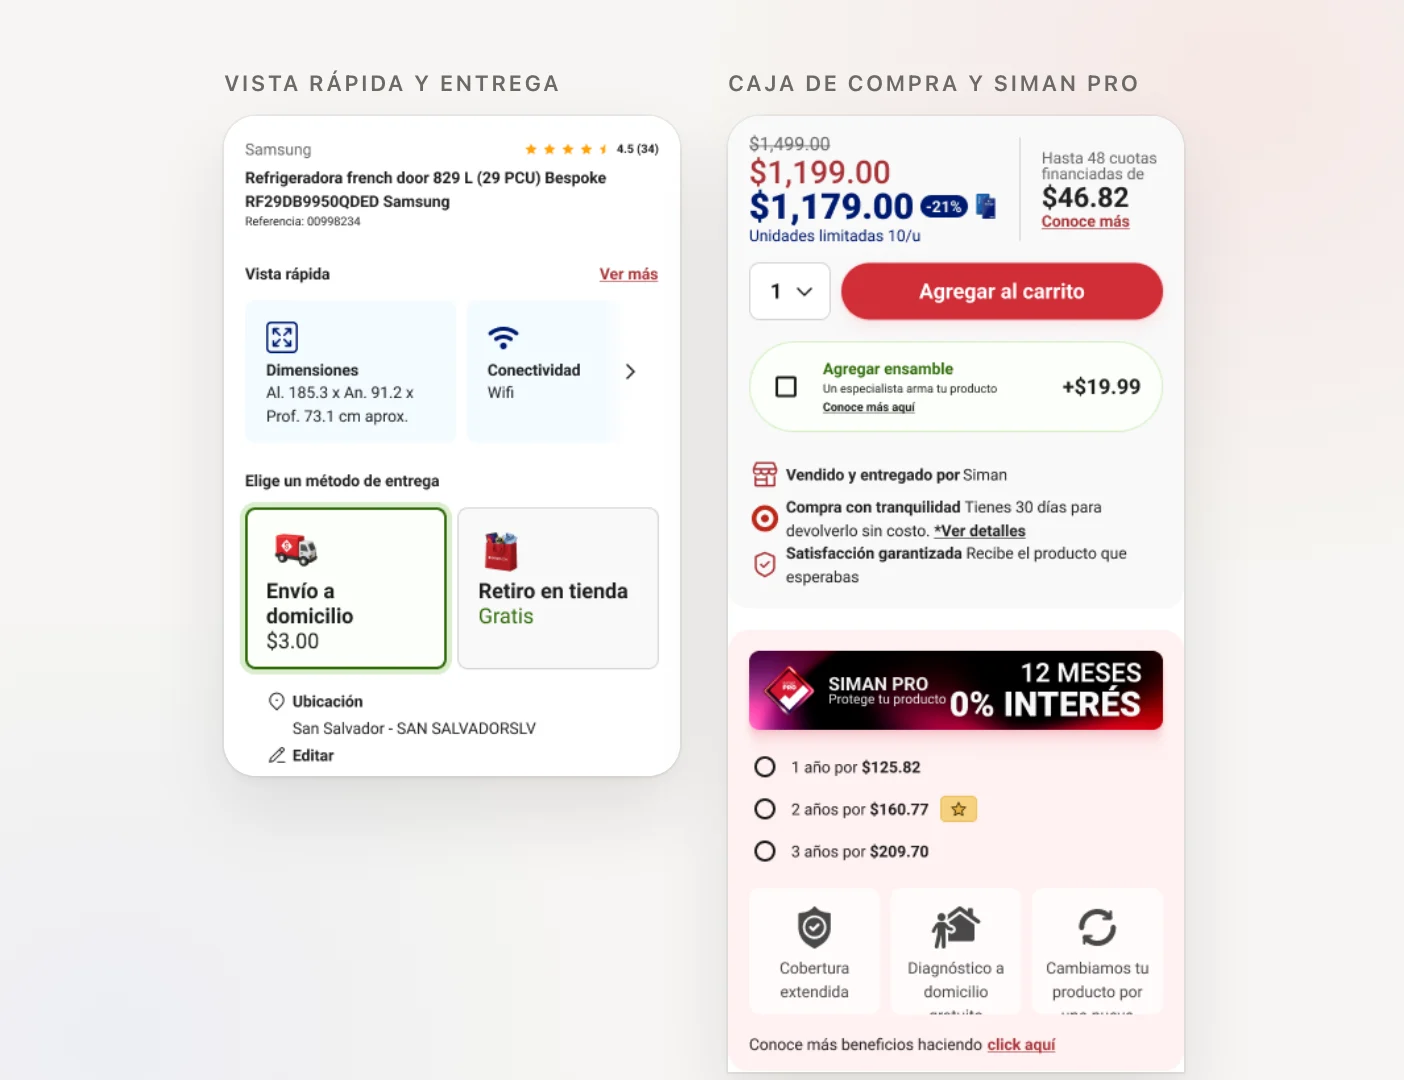 VISTA RÁPIDA Y ENTREGA
Samsung
4.5 (34)
Refrigeradora french door 829 L (29 PCU) Bespoke
RF29DB9950QDED Samsung
Referencia: 00998234
Vista rápida
Ver más
Dimensiones
Al. 185.3 x An. 91.2 x
Prof. 73.1 cm aprox.
Conectividad
Wifi
Elige un método de entrega
Envío a
domicilio
$3.00
Retiro en tienda
Gratis
Ubicación
San Salvador - SAN SALVADORSLV
Editar
CAJA DE COMPRA Y SIMAN PRO
$1,499.00
$1,199.00
$1,179.00 -21%
Unidades limitadas 10/u
Hasta 48 cuotas
financiadas de
$46.82
Conoce más
1
Agregar al carrito
Agregar ensamble
Un especialista arma tu producto
Conoce más aquí
+$19.99
Vendido y entregado por Siman
Compra con tranquilidad Tienes 30 días para
devolverlo sin costo. *Ver detalles
Satisfacción garantizada Recibe el producto que
esperabas
PRO
SIMAN PRO
Protege tu producto
12 MESES
0% INTERÉS
1 año por $125.82
2 años por $160.77
3 años por $209.70
Cobertura
extendida
Diagnóstico a
domicilio
gratuito
Cambiamos tu
producto por
uno nuevo
Conoce más beneficios haciendo click aquí